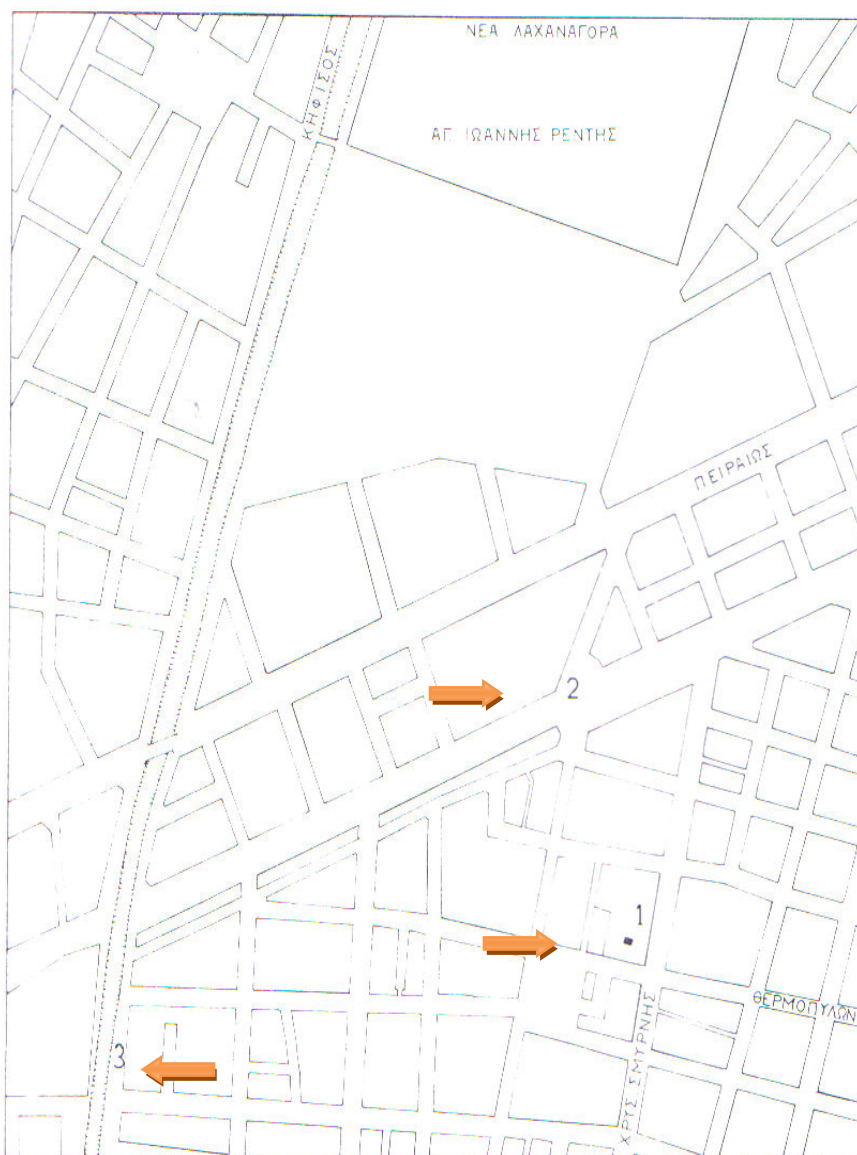 ΝΕΑ ΛΑΧΑΝΑΓΟΡΑ
ΚΗΦΙΣΟΣ
ΑΓ. ΙΩΑΝΝΗΣ ΡΕΝΤΗΣ
ΠΕΙΡΑΙΩΣ
2
1
ΘΕΡΜΟΠΥΛΩΝ
ΧΡΥΣ ΣΜΥΡΝΗΣ
3